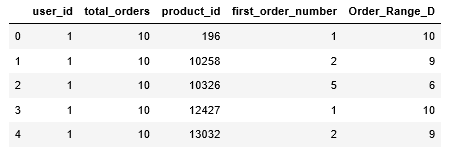 user_id total_orders product_id first_order_number Order_Range_D
0 1 10 196 1 10
1 1 10 10258 2 9
2 1 10 10326 5 6
3 1 10 12427 1 10
4 1 10 13032 2 9